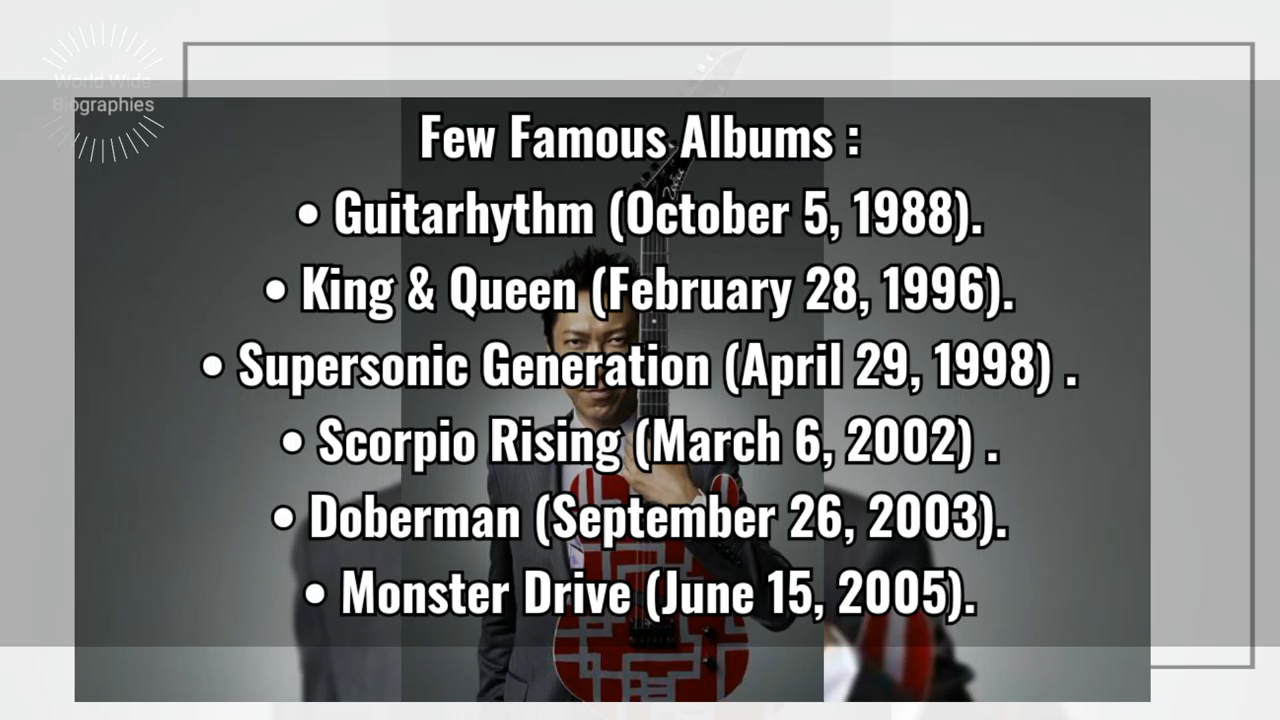 World Wide
Biographies
Few Famous Albums :
• Guitarhythm (October 5, 1988).
• King & Queen (February 28, 1996).
• Supersonic Generation (April 29, 1998) .
• Scorpio Rising (March 6, 2002) .
• Doberman (September 26, 2003).
• Monster Drive (June 15, 2005).